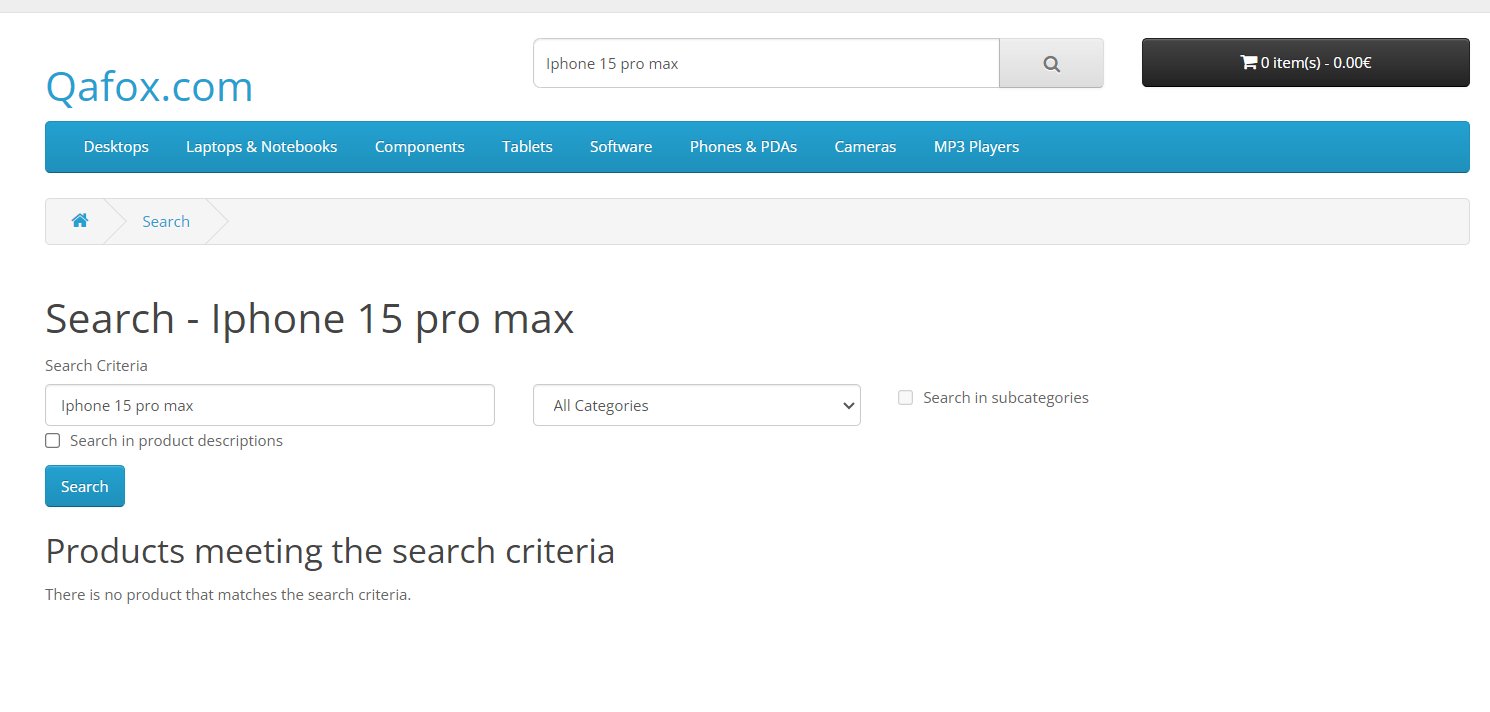 Iphone 15 pro max
0 item(s) - 0.00€
Qafox.com
Desktops Laptops & Notebooks Components Tablets Software Phones & PDAs Cameras MP3 Players
Search
Search - Iphone 15 pro max
Search Criteria
Iphone 15 pro max All Categories Search in subcategories
Search in product descriptions
Search
Products meeting the search criteria
There is no product that matches the search criteria.